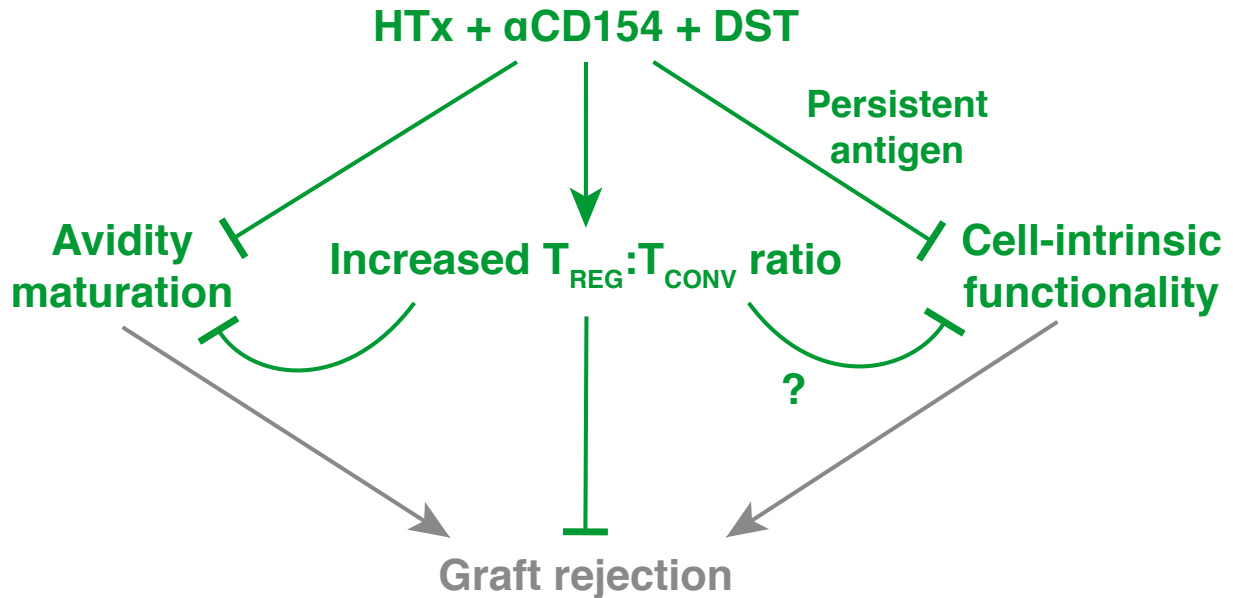 HTx + αCD154 + DST
Persistent
antigen
Avidity
maturation
Increased TREG:TCONV ratio
Cell-intrinsic
functionality
?
Graft rejection